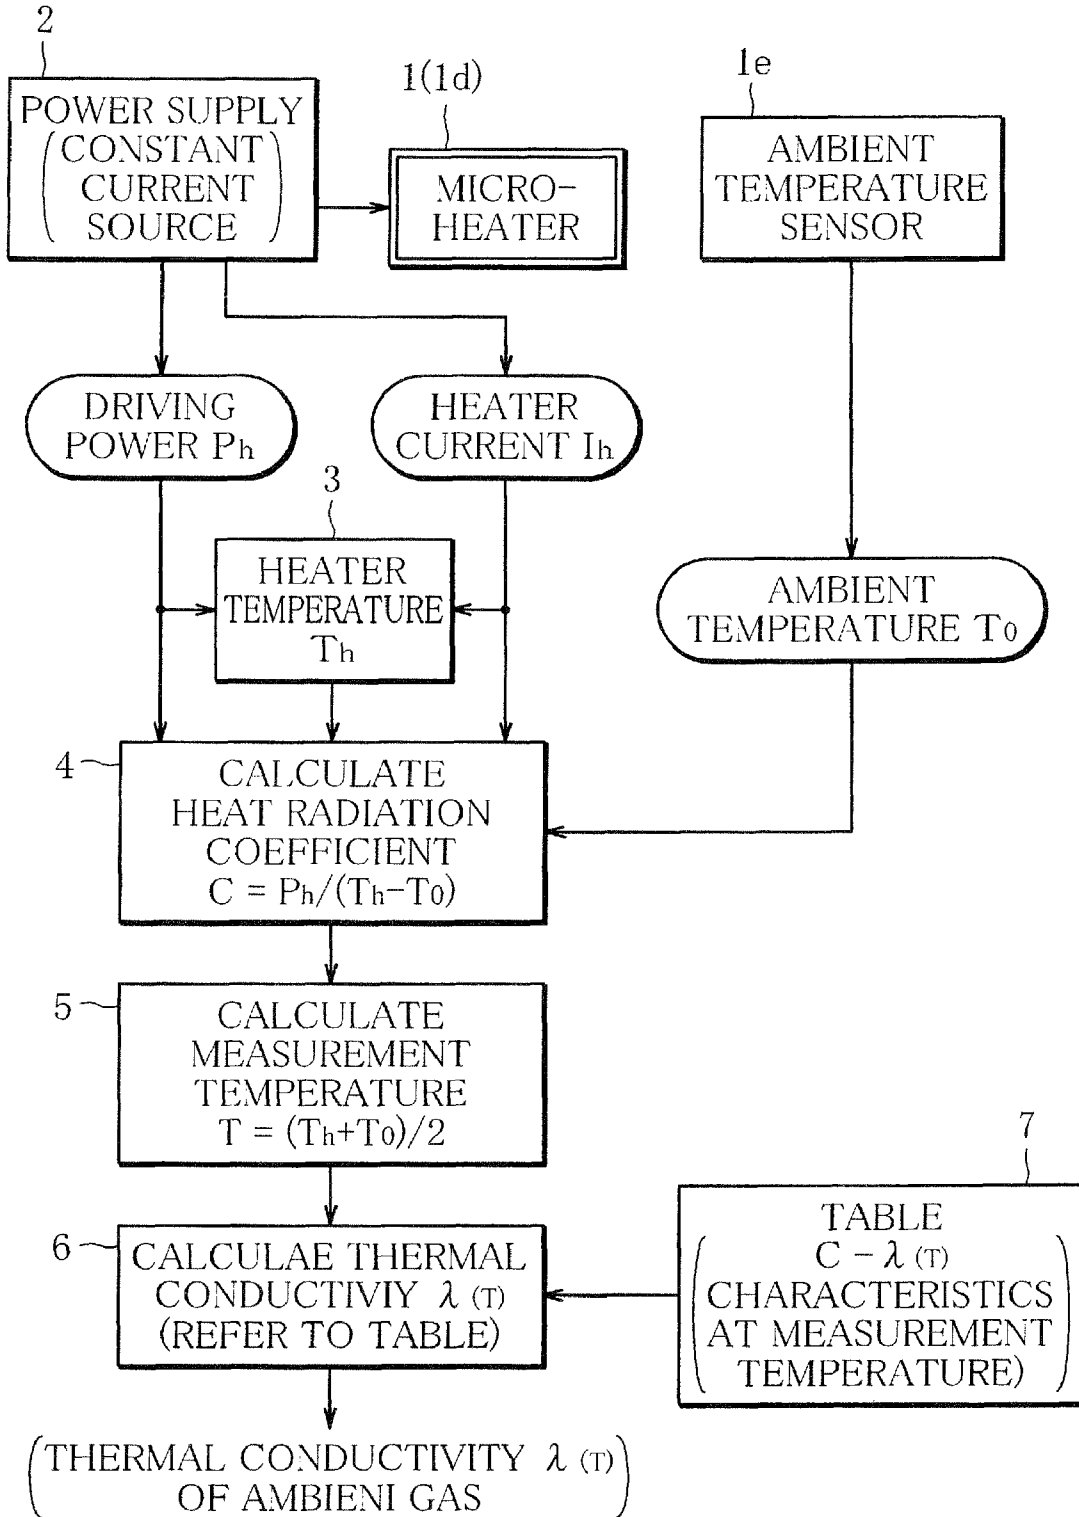 2
POWER SUPPLY
(CONSTANT
CURRENT
SOURCE)
1(1d)
MICRO-
HEATER
1e
AMBIENT
TEMPERATURE
SENSOR
DRIVING
POWER Ph
HEATER
CURRENT Ih
3
HEATER
TEMPERATURE
Th
AMBIENT
TEMPERATURE T0
4
CALCULATE
HEAT RADIATION
COEFFICIENT
C = Ph/(Th-T0)
5
CALCULATE
MEASUREMENT
TEMPERATURE
T = (Th+T0)/2
6
CALCULAE THERMAL
CONDUCTIVIY λ (T)
(REFER TO TABLE)
7
TABLE
(C - λ (T)
CHARACTERISTICS
AT MEASUREMENT
TEMPERATURE))
(THERMAL CONDUCTIVITY λ (T)
OF AMBIENI GAS)